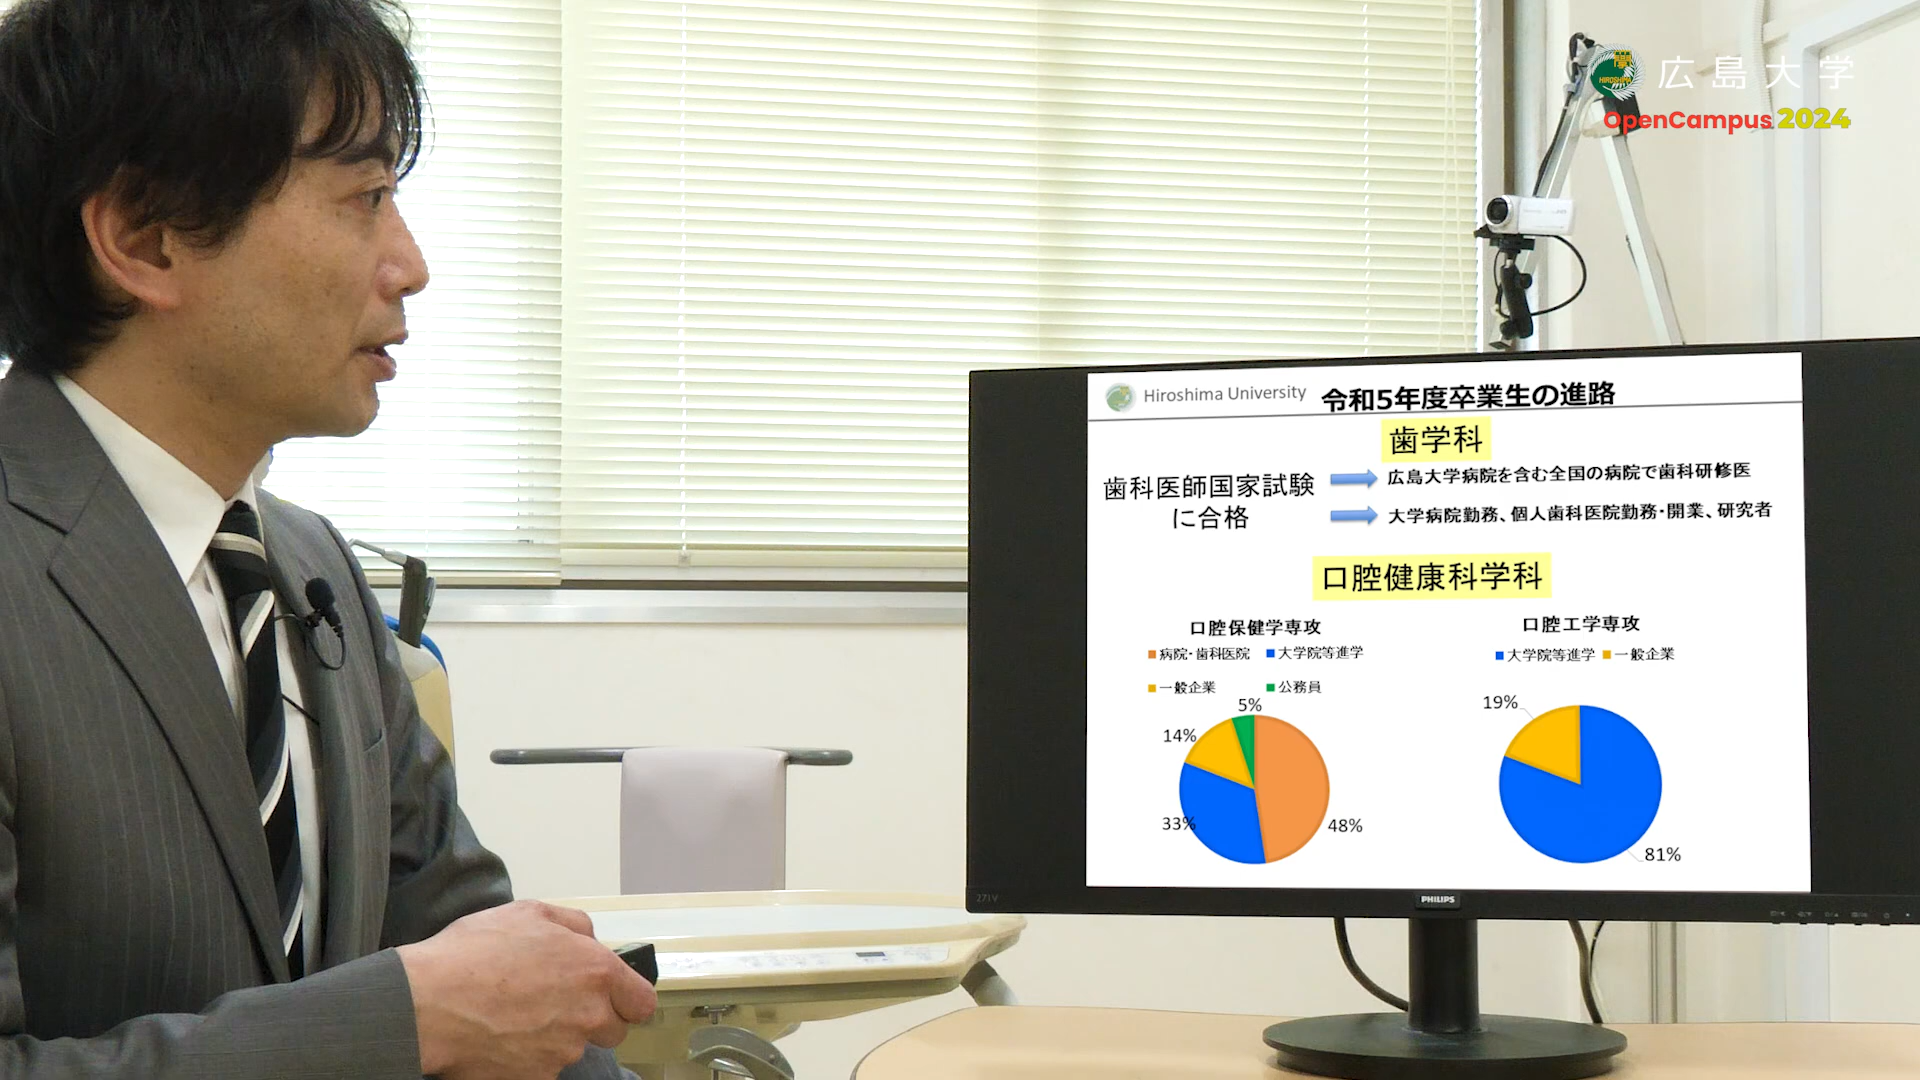 広島大学
HIROSHIMA
OpenCampus 2024
Hiroshima University
令和5年度卒業生の進路
歯学科
歯科医師国家試験
に合格
広島大学病院を含む全国の病院で歯科研修医
大学病院勤務、個人歯科医院勤務・開業、研究者
口腔健康科学科
口腔保健学専攻
病院・歯科医院 大学院等進学
一般企業 公務員
5%
14%
33%
48%
口腔工学専攻
大学院等進学 一般企業
19%
81%
271V
PHILIPS